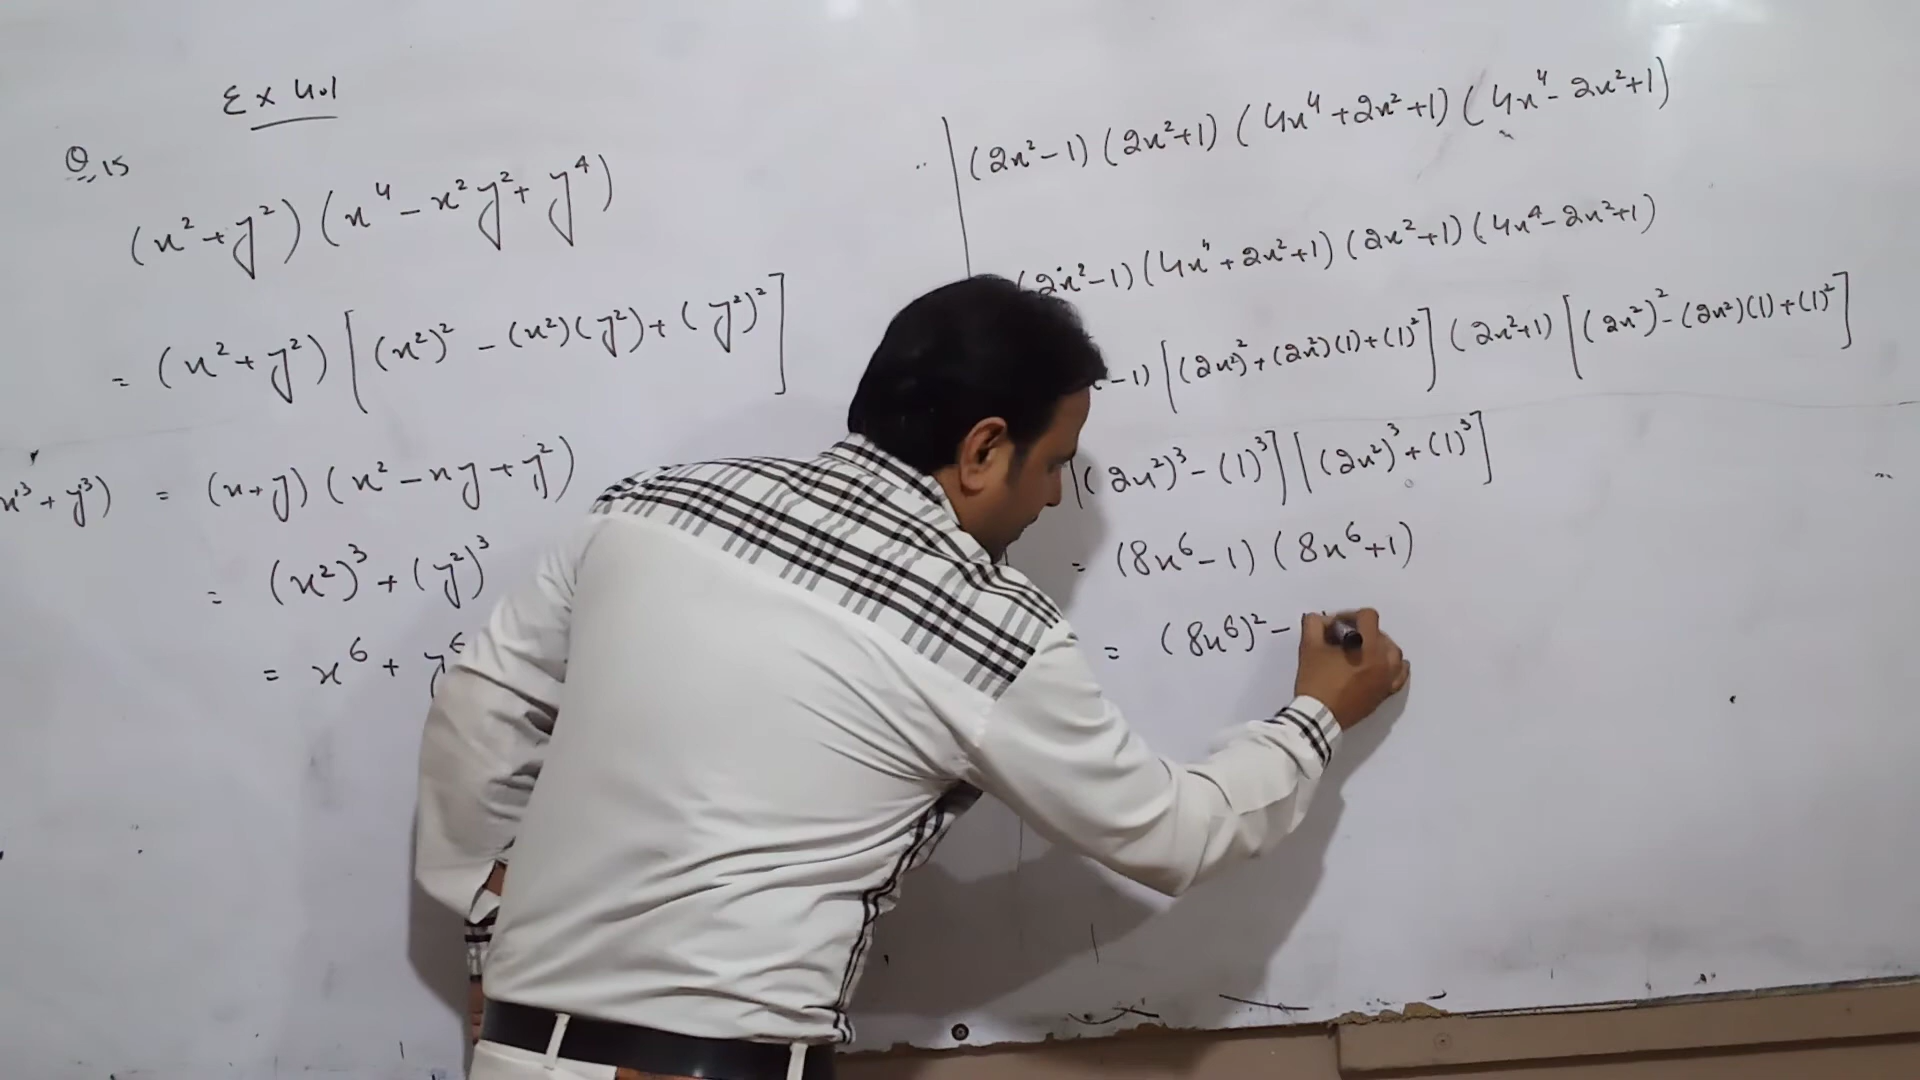 Ex 4.1
Q.15
(x² + y²) (x⁴ - x² y² + y⁴)
= (x² + y²) [(x²)² - (x²)(y²) + (y²)²]
x³ + y³) = (x + y) (x² - xy + y²)
= (x²)³ + (y²)³
= x⁶ + y⁶
(2x² - 1) (2x² + 1) (4x⁴ + 2x² + 1) (4x⁴ - 2x² + 1)
(2x² - 1) (4x⁴ + 2x² + 1) (2x² + 1) (4x⁴ - 2x² + 1)
- 1) [(2x²)² + (2x²)(1) + (1)²] (2x² + 1) [(2x²)² - (2x²)(1) + (1)²]
[(2x²)³ - (1)³] [(2x²)³ + (1)³]
= (8x⁶ - 1) (8x⁶ + 1)
= (8x⁶)² -